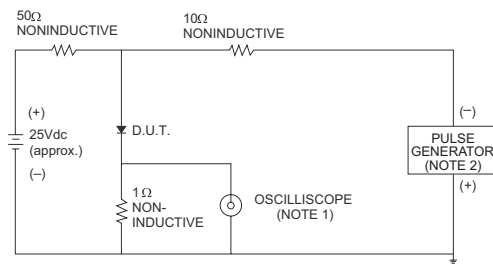 50Ω
NONINDUCTIVE
10Ω
NONINDUCTIVE
(+)
25Vdc
(approx.)
(–)
D.U.T.
1Ω
NON-
INDUCTIVE
OSCILLISCOPE
(NOTE 1)
(–)
PULSE
GENERATOR
(NOTE 2)
(+)